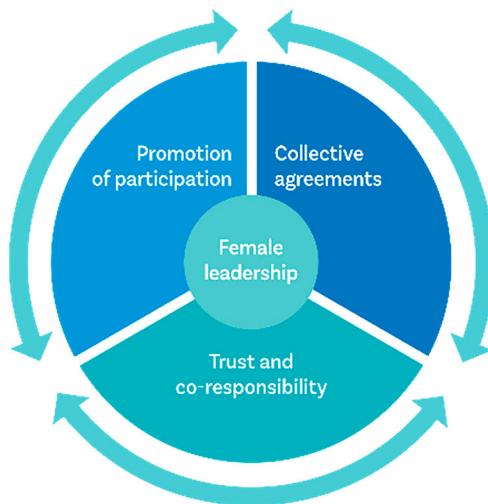 Promotion
of participation
Collective
agreements
Female
leadership
Trust and
co-responsibility